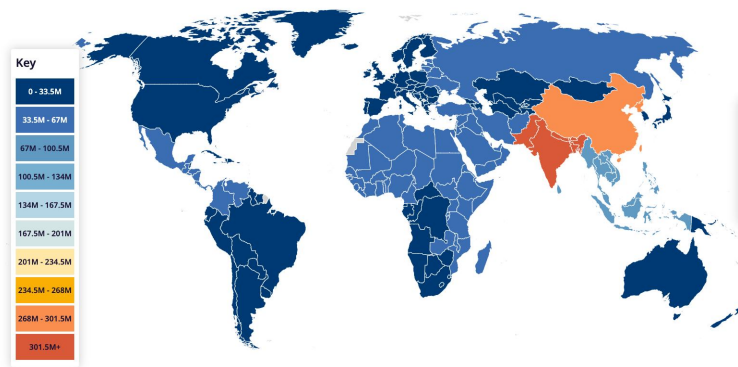 Key
0 - 33.5M
33.5M - 67M
67M - 100.5M
100.5M - 134M
134M - 167.5M
167.5M - 201M
201M - 234.5M
234.5M - 268M
268M - 301.5M
301.5M+